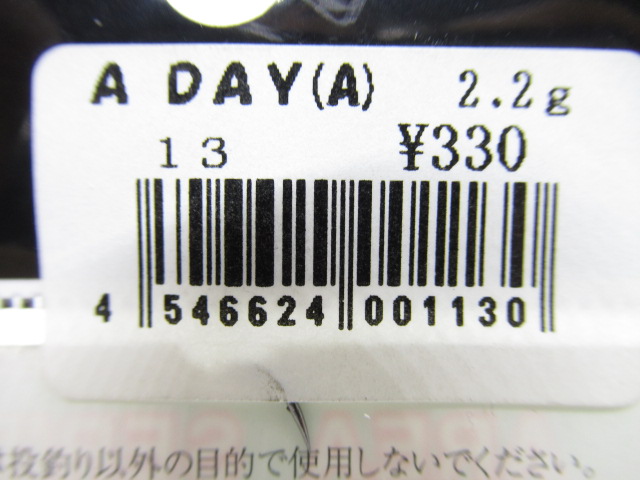 A DAY(A) 2.2g
13 ¥330
4 546624 001130
投釣り以外の目的で使用しないでください。